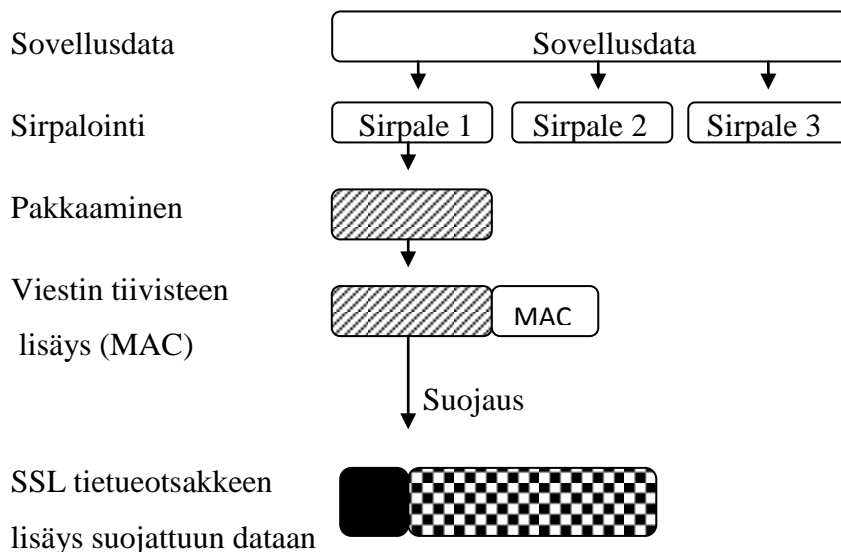 Sovellusdata
Sovellusdata
Sirpalointi
Sirpale 1
Sirpale 2
Sirpale 3
Pakkaaminen
Viestin tiivisteen
lisäys (MAC)
MAC
Suojaus
SSL tietueotsakkeen
lisäys suojattuun dataan